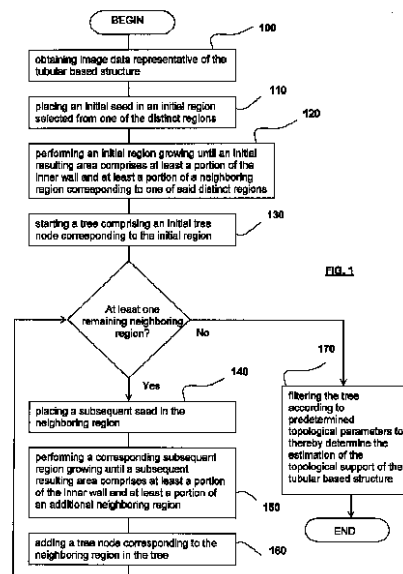 BEGIN
100
obtaining image data representative of the
tubular based structure
110
placing an initial seed in an initial region
selected from one of the distinct regions
120
performing an initial region growing until an initial
resulting area comprises at least a portion of the
inner wall and at least a portion of a neighboring
region corresponding to one of said distinct regions
130
starting a tree comprising an initial tree
node corresponding to the initial region
FIG. 1
At least one
remaining neighboring
region?
No
Yes
140
placing a subsequent seed in the
neighboring region
performing a corresponding subsequent
region growing until a subsequent
resulting area comprises at least a portion
of the inner wall and at least a portion of
an additional neighboring region
150
adding a tree node corresponding to the
neighboring region in the tree
160
170
filtering the tree
according to
predetermined
topological parameters to
thereby determine the
estimation of the
topological support of the
tubular based structure
END